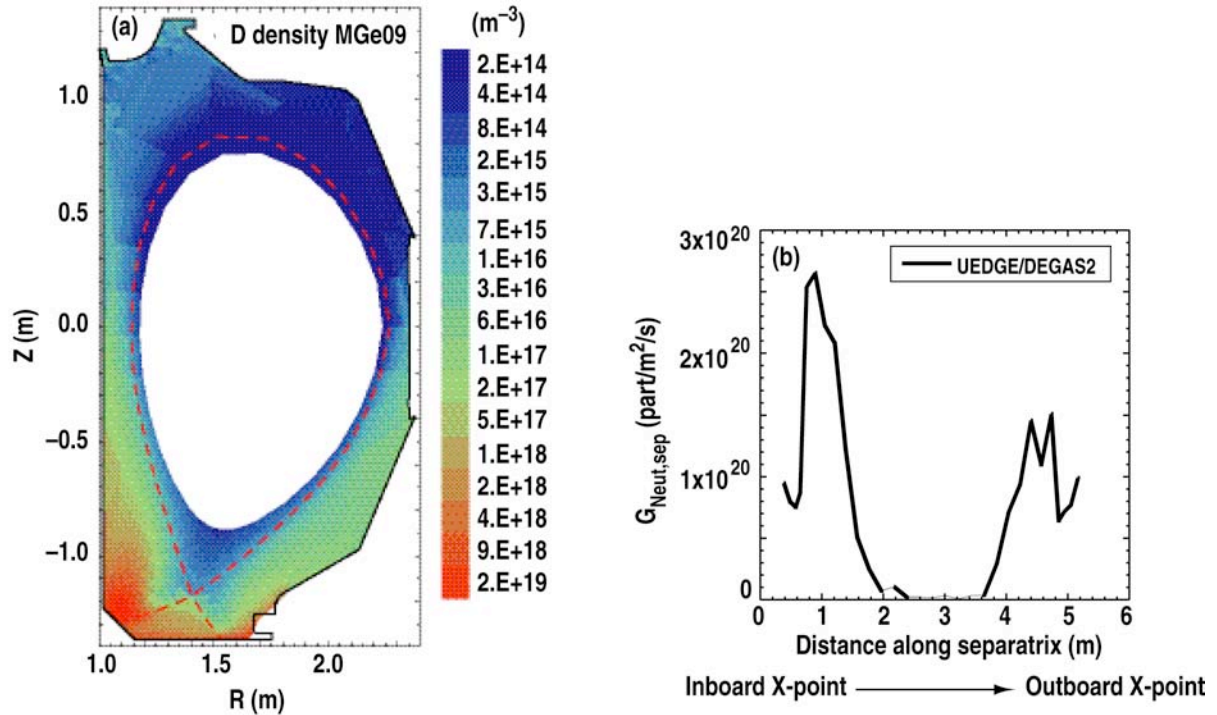 (a) D density MGe09
(m⁻³)
2.E+14
4.E+14
8.E+14
2.E+15
3.E+15
7.E+15
1.E+16
3.E+16
6.E+16
1.E+17
2.E+17
5.E+17
1.E+18
2.E+18
4.E+18
9.E+18
2.E+19
1.0
0.5
0.0
−0.5
−1.0
Z (m)
1.0 1.5 2.0
R (m)
(b)
UEDGE/DEGAS2
3x10²⁰
2x10²⁰
1x10²⁰
0
G_Neut,sep (part/m²/s)
0 1 2 3 4 5 6
Distance along separatrix (m)
Inboard X-point Outboard X-point